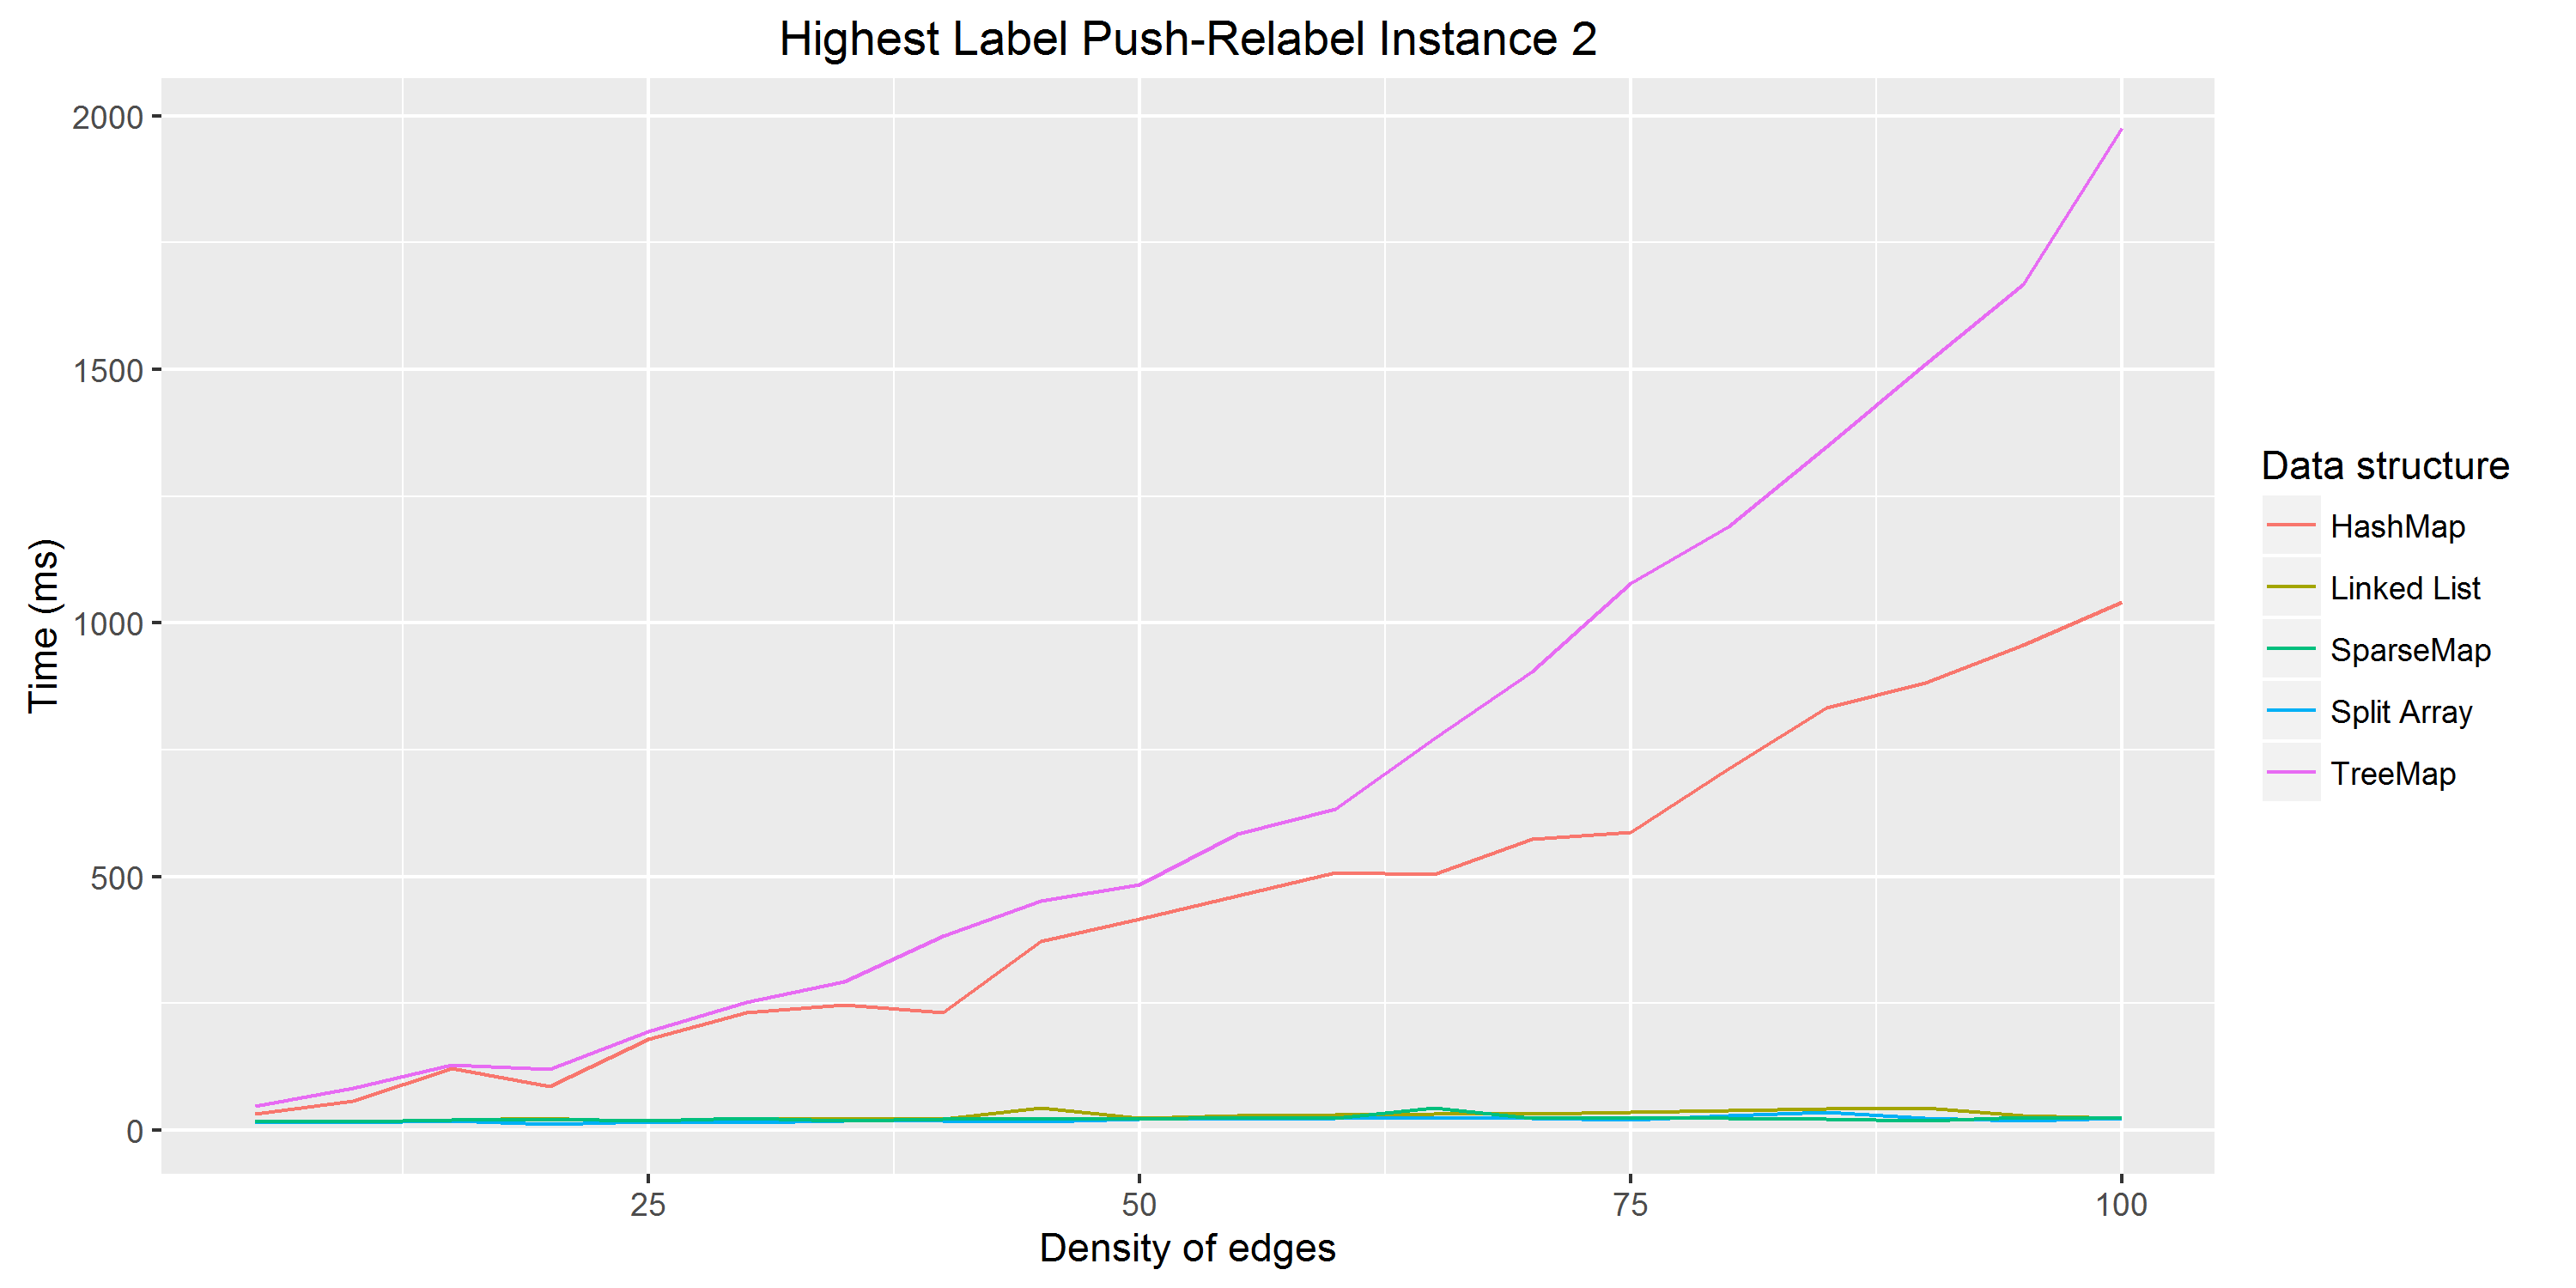 Highest Label Push-Relabel Instance 2
2000
1500
1000
500
0
Time (ms)
25 50 75 100
Density of edges
Data structure
HashMap
Linked List
SparseMap
Split Array
TreeMap